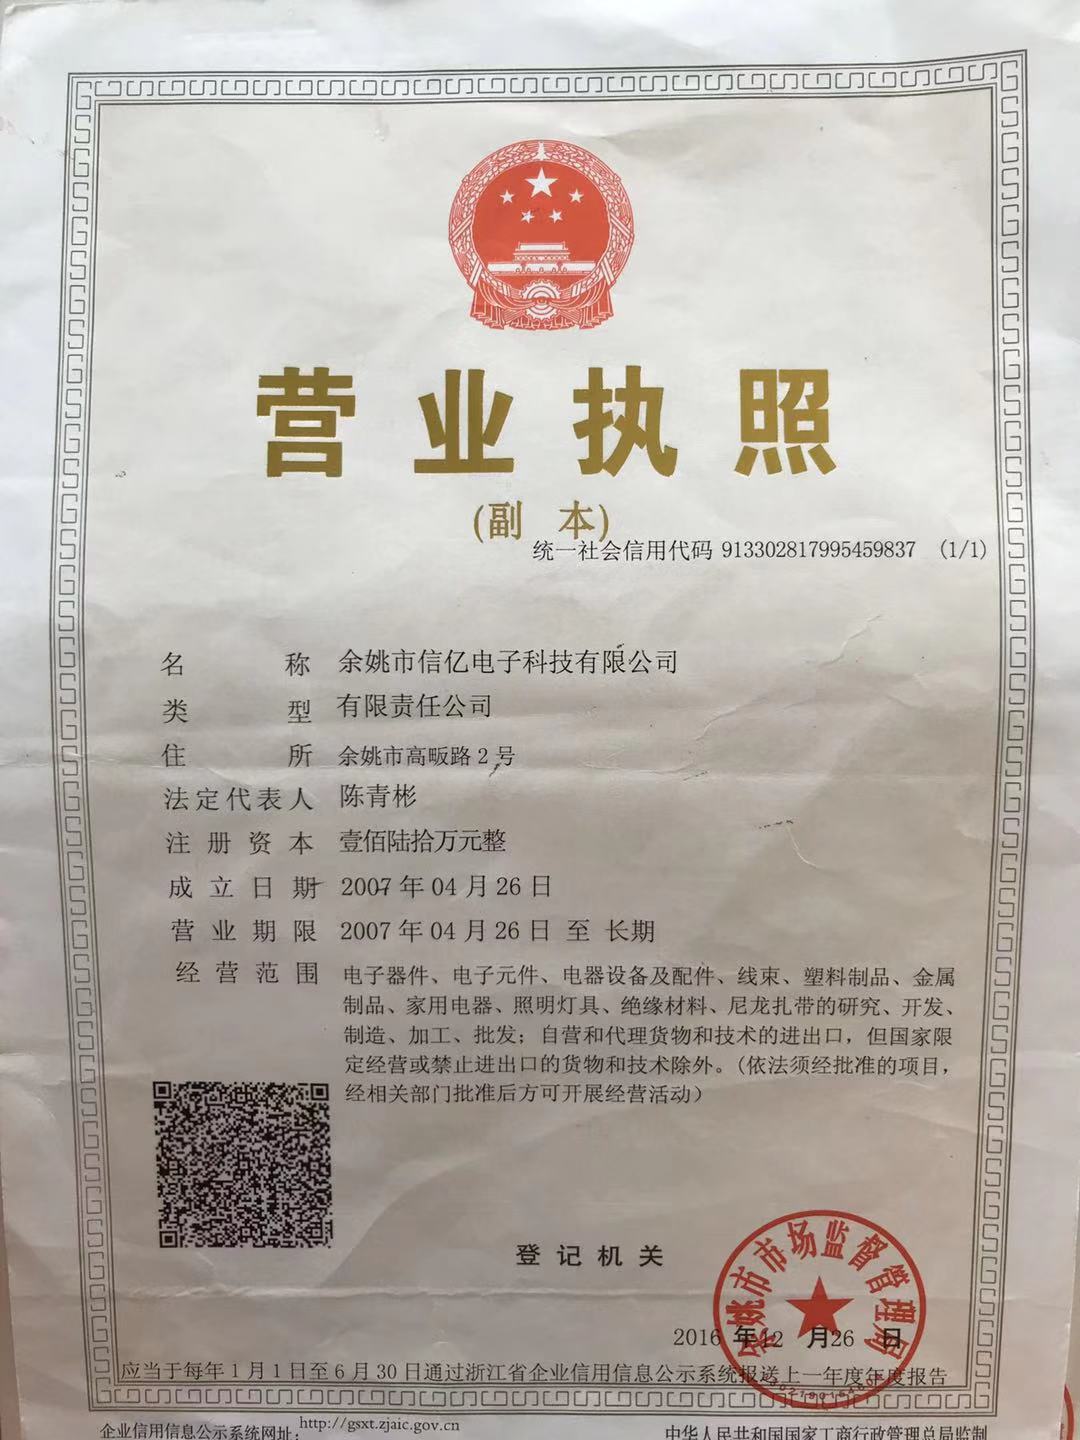 营业执照
(副 本)
统一社会信用代码 913302817995459837 (1/1)
名称 余姚市信亿电子科技有限公司
类型 有限责任公司
住所 余姚市高畈路2号
法定代表人 陈青彬
注册资本 壹佰陆拾万元整
成立日期 2007年04月26日
营业期限 2007年04月26日 至 长期
经营范围 电子器件、电子元件、电器设备及配件、线束、塑料制品、金属
制品、家用电器、照明灯具、绝缘材料、尼龙扎带的研究、开发、
制造、加工、批发；自营和代理货物和技术的进出口，但国家限
定经营或禁止进出口的货物和技术除外。(依法须经批准的项目，
经相关部门批准后方可开展经营活动)
登记机关
余姚市市场监督管理局
2016 年12 月26 日
应当于每年1月1日至6月30日通过浙江省企业信用信息公示系统报送上一年度年度报告
企业信用信息公示系统网址： http://gsxt.zjaic.gov.cn
中华人民共和国国家工商行政管理总局监制